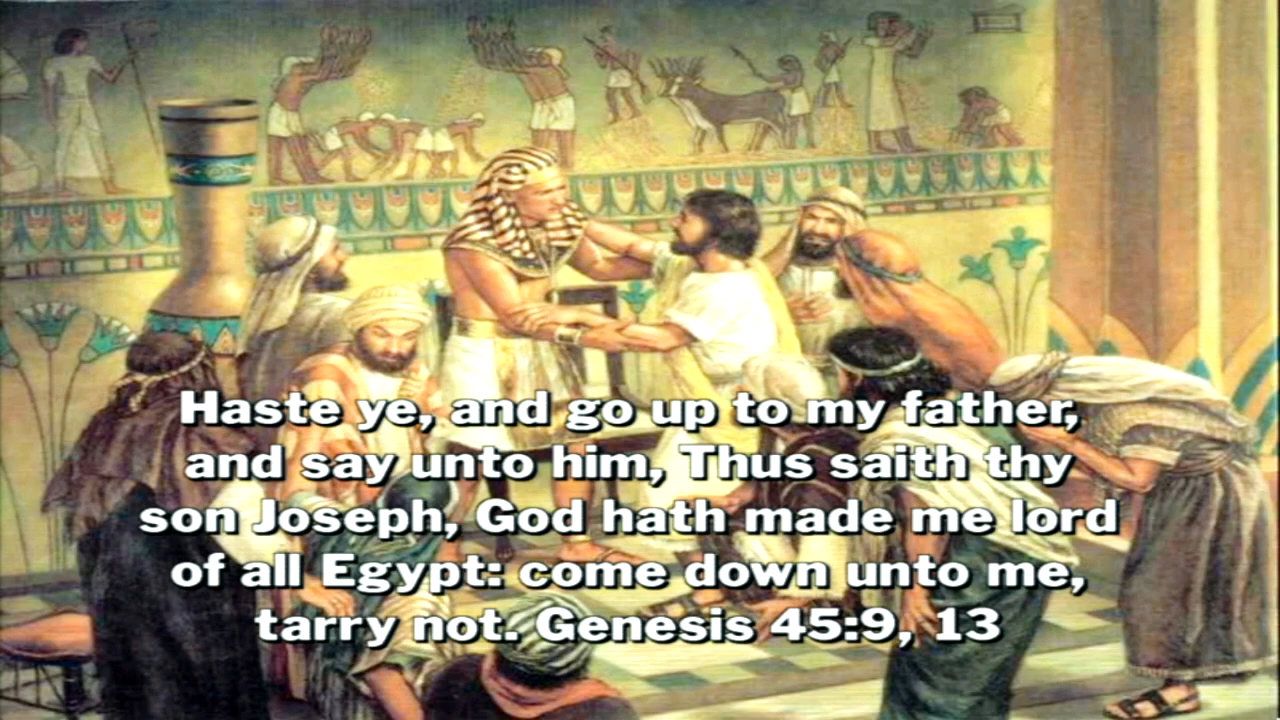 Haste ye, and go up to my father,
and say unto him, Thus saith thy
son Joseph, God hath made me lord
of all Egypt: come down unto me,
tarry not. Genesis 45:9, 13